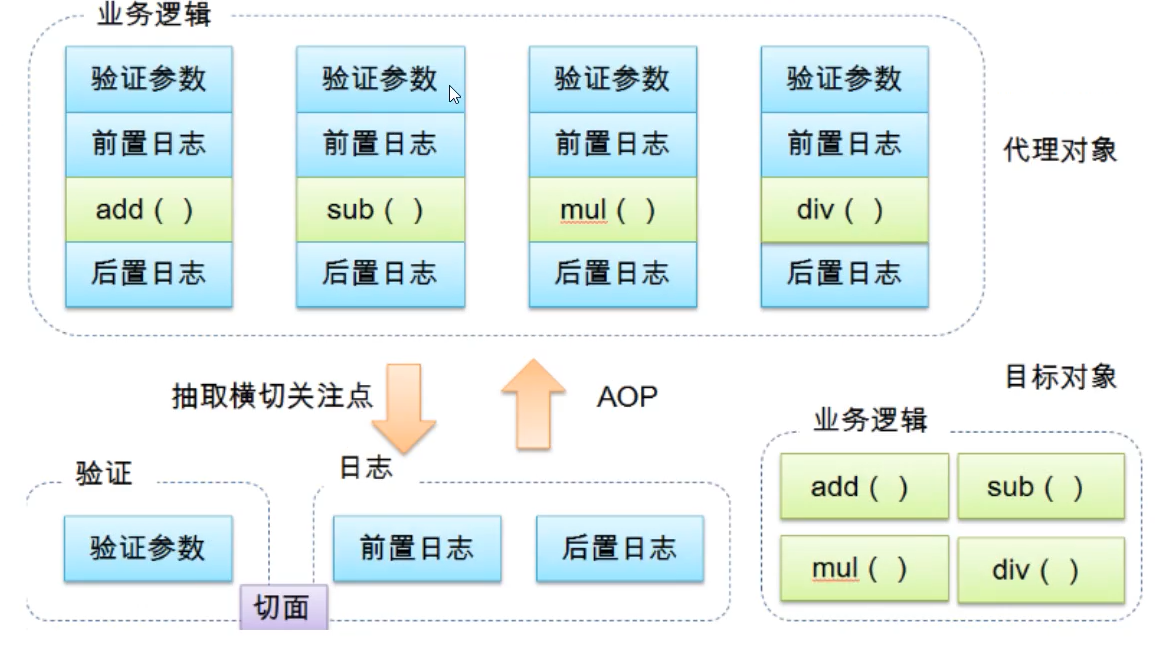 业务逻辑
验证参数 验证参数 验证参数 验证参数
前置日志 前置日志 前置日志 前置日志
add ( ) sub ( ) mul ( ) div ( )
后置日志 后置日志 后置日志 后置日志
代理对象
抽取横切关注点
AOP
目标对象
验证
验证参数
日志
前置日志 后置日志
切面
业务逻辑
add ( ) sub ( )
mul ( ) div ( )